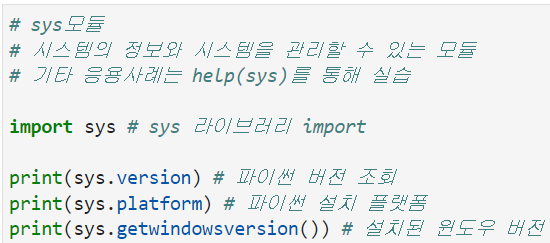 # sys모듈
# 시스템의 정보와 시스템을 관리할 수 있는 모듈
# 기타 응용사례는 help(sys)를 통해 실습
import sys # sys 라이브러리 import
print(sys.version) # 파이썬 버전 조회
print(sys.platform) # 파이썬 설치 플랫폼
print(sys.getwindowsversion()) # 설치된 윈도우 버전